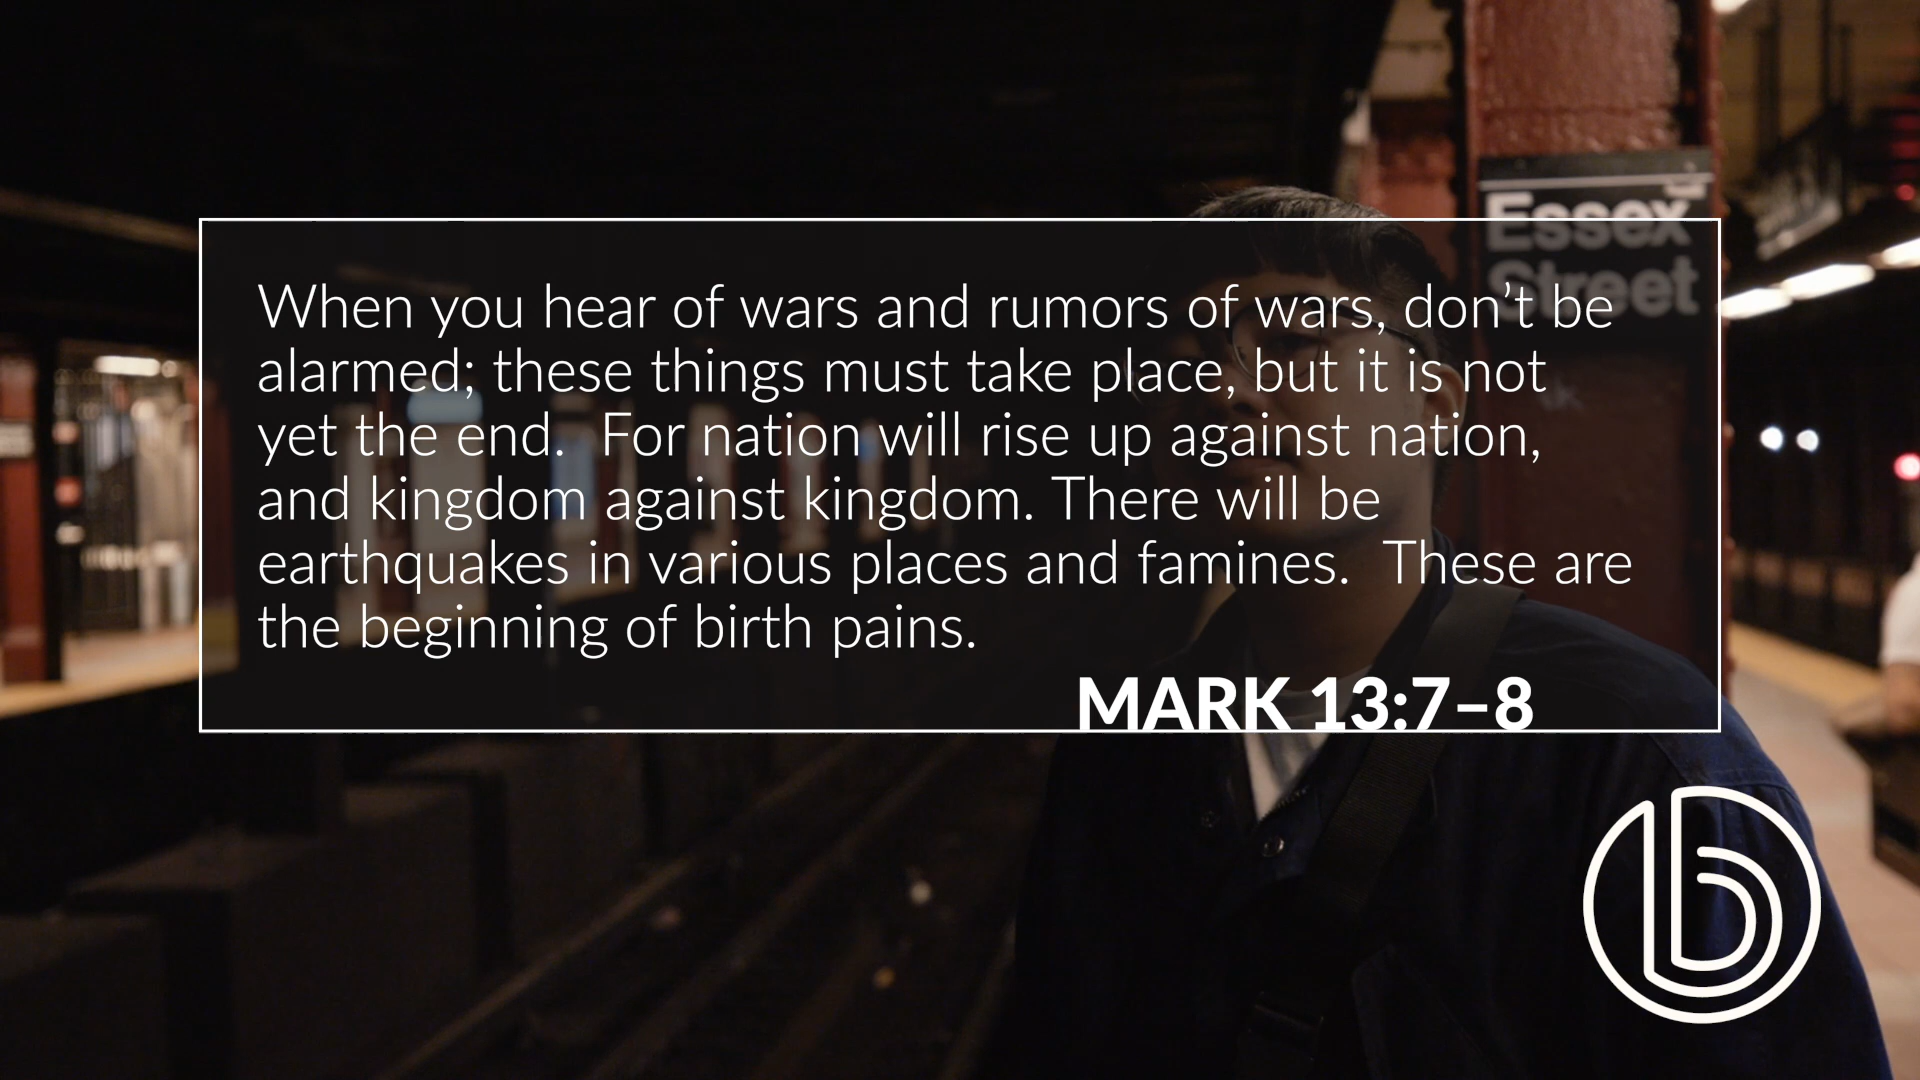 Essex
Street
When you hear of wars and rumors of wars, don’t be
alarmed; these things must take place, but it is not
yet the end.  For nation will rise up against nation,
and kingdom against kingdom. There will be
earthquakes in various places and famines.  These are
the beginning of birth pains.
MARK 13:7–8